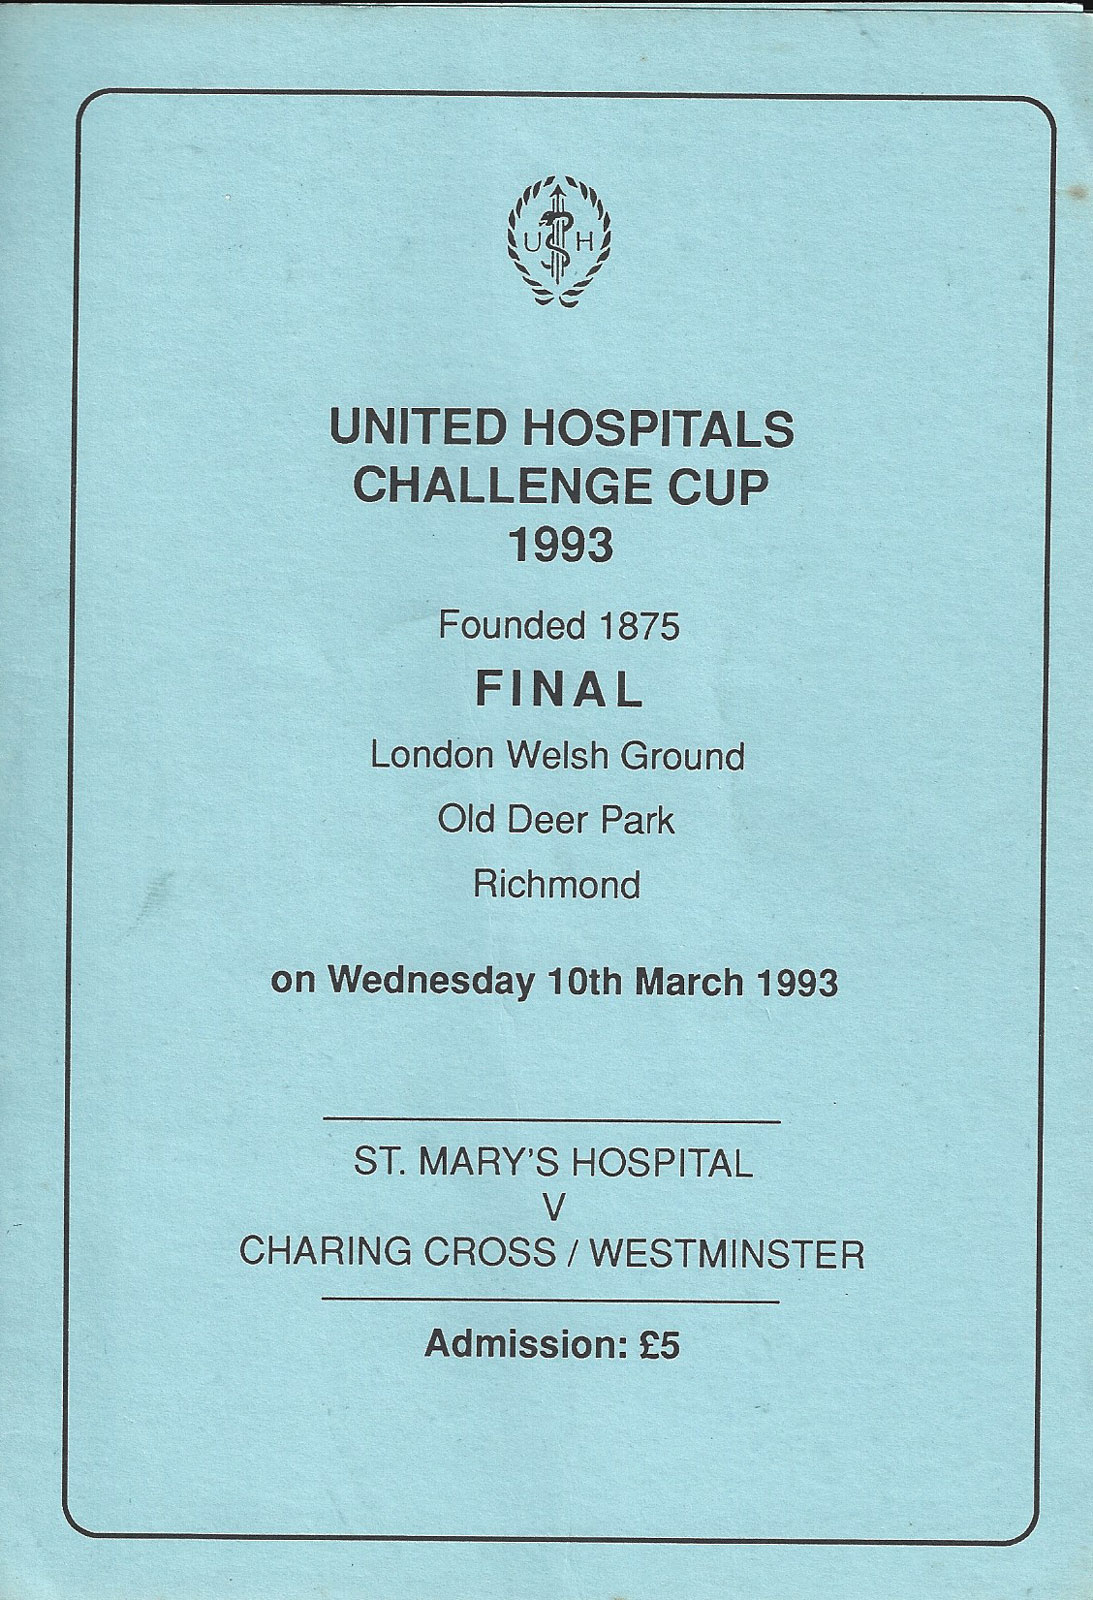 U H
UNITED HOSPITALS
CHALLENGE CUP
1993
Founded 1875
FINAL
London Welsh Ground
Old Deer Park
Richmond
on Wednesday 10th March 1993
ST. MARY'S HOSPITAL
V
CHARING CROSS / WESTMINSTER
Admission: £5